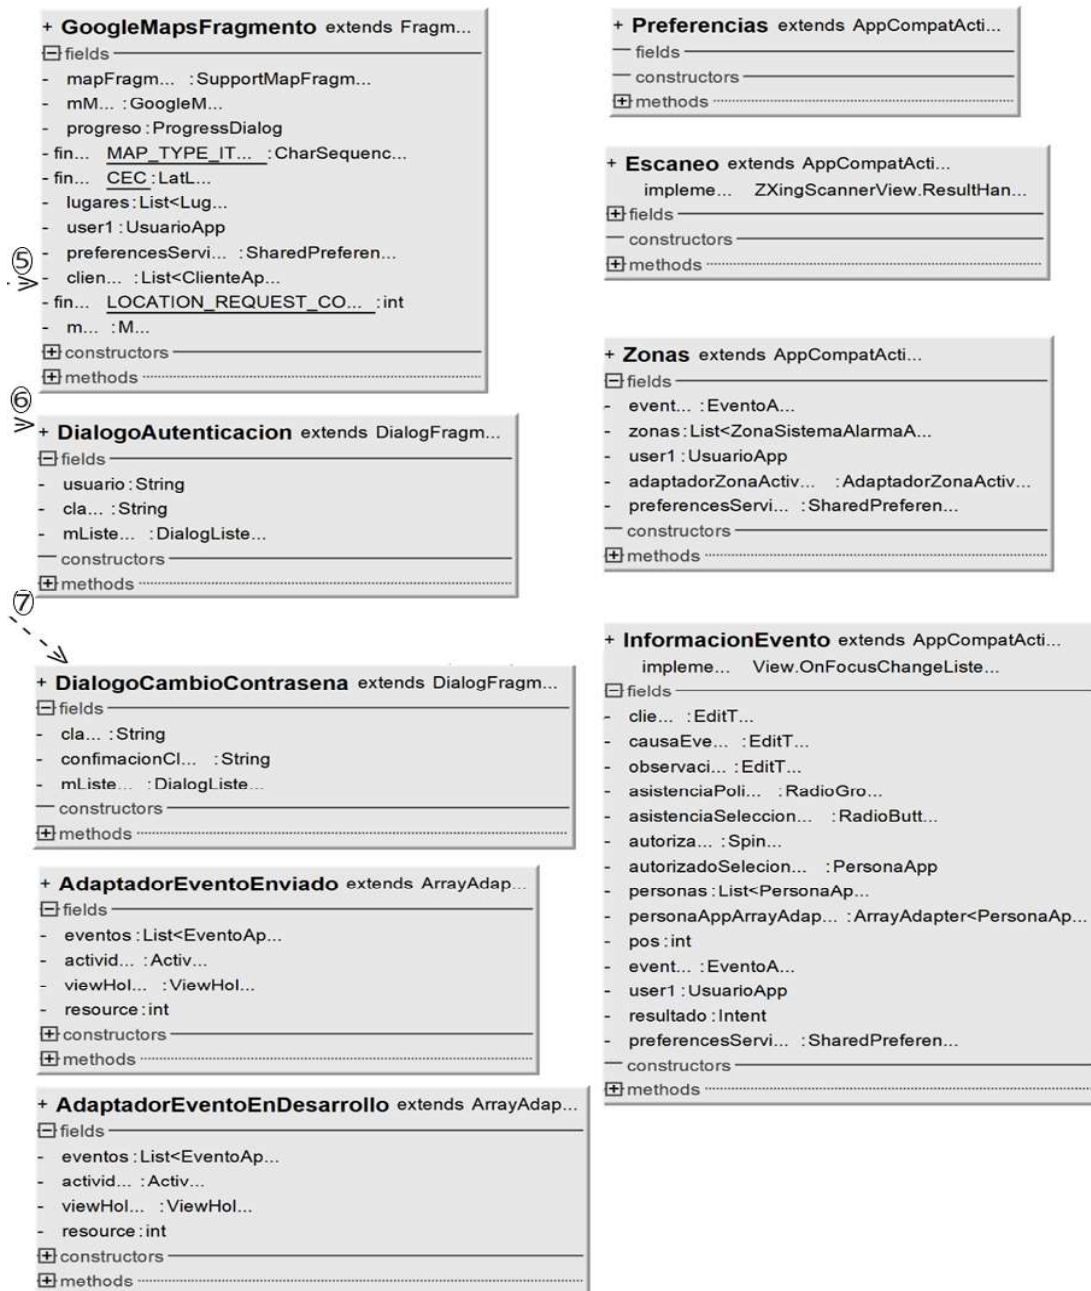 + GoogleMapsFragmento extends Fragm...
fields
- mapFragm... :SupportMapFragm...
- mM... :GoogleM...
- progreso :ProgressDialog
- fin... MAP_TYPE_IT... :CharSequenc...
- fin... CEC :LatL...
- lugares :List<Lug...
- user1 :UsuarioApp
- preferencesServi... :SharedPreferen...
⑤
- clien... :List<ClienteAp...
- fin... LOCATION_REQUEST_CO... :int
- m... :M...
constructors
methods
⑥
+ DialogoAutenticacion extends DialogFragm...
fields
- usuario :String
- cla... :String
- mListe... :DialogListe...
constructors
methods
⑦
+ DialogoCambioContrasena extends DialogFragm...
fields
- cla... :String
- confimacionCl... :String
- mListe... :DialogListe...
constructors
methods
+ AdaptadorEventoEnviado extends ArrayAdap...
fields
- eventos :List<EventoAp...
- activid... :Activ...
- viewHol... :ViewHol...
- resource :int
constructors
methods
+ AdaptadorEventoEnDesarrollo extends ArrayAdap...
fields
- eventos :List<EventoAp...
- activid... :Activ...
- viewHol... :ViewHol...
- resource :int
constructors
methods
+ Preferencias extends AppCompatActi...
fields
constructors
methods
+ Escaneo extends AppCompatActi...
impleme... ZXingScannerView.ResultHan...
fields
constructors
methods
+ Zonas extends AppCompatActi...
fields
- event... :EventoA...
- zonas :List<ZonaSistemaAlarmaA...
- user1 :UsuarioApp
- adaptadorZonaActiv... :AdaptadorZonaActiv...
- preferencesServi... :SharedPreferen...
constructors
methods
+ InformacionEvento extends AppCompatActi...
impleme... View.OnFocusChangeListe...
fields
- clie... :EditT...
- causaEve... :EditT...
- observaci... :EditT...
- asistenciaPoli... :RadioGro...
- asistenciaSeleccion... :RadioButt...
- autoriza... :Spin...
- autorizadoSelecion... :PersonaApp
- personas :List<PersonaAp...
- personaAppArrayAdap... :ArrayAdapter<PersonaAp...
- pos :int
- event... :EventoA...
- user1 :UsuarioApp
- resultado :Intent
- preferencesServi... :SharedPreferen...
constructors
methods